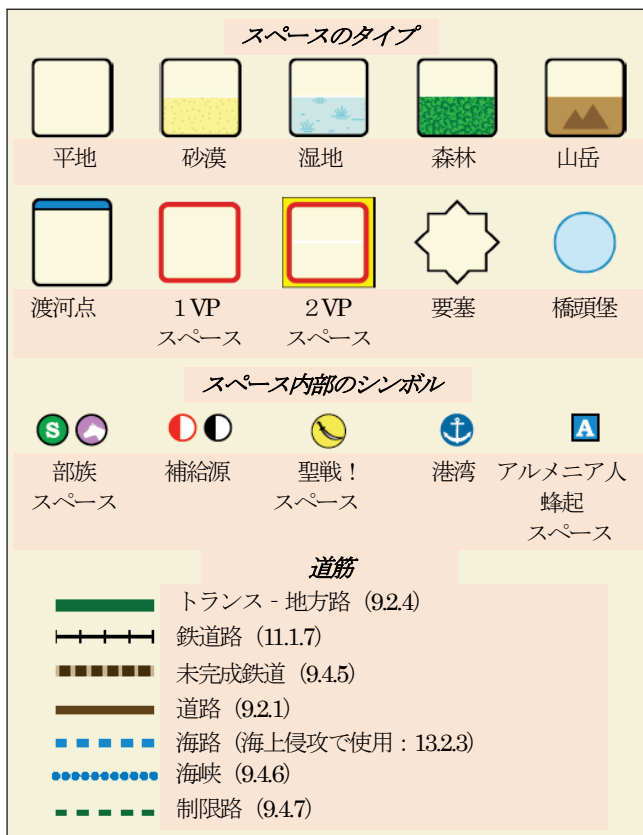 スペースのタイプ
平地 砂漠 湿地 森林 山岳
渡河点 1VP 2VP 要塞 橋頭堡
スペース スペース
スペース内部のシンボル
S A
部族 補給源 聖戦！ 港湾 アルメニア人
スペース スペース 蜂起
スペース
道筋
トランス - 地方路 (9.2.4)
鉄道路 (11.1.7)
未完成鉄道 (9.4.5)
道路 (9.2.1)
海路 (海上侵攻で使用：13.2.3)
海峡 (9.4.6)
制限路 (9.4.7)